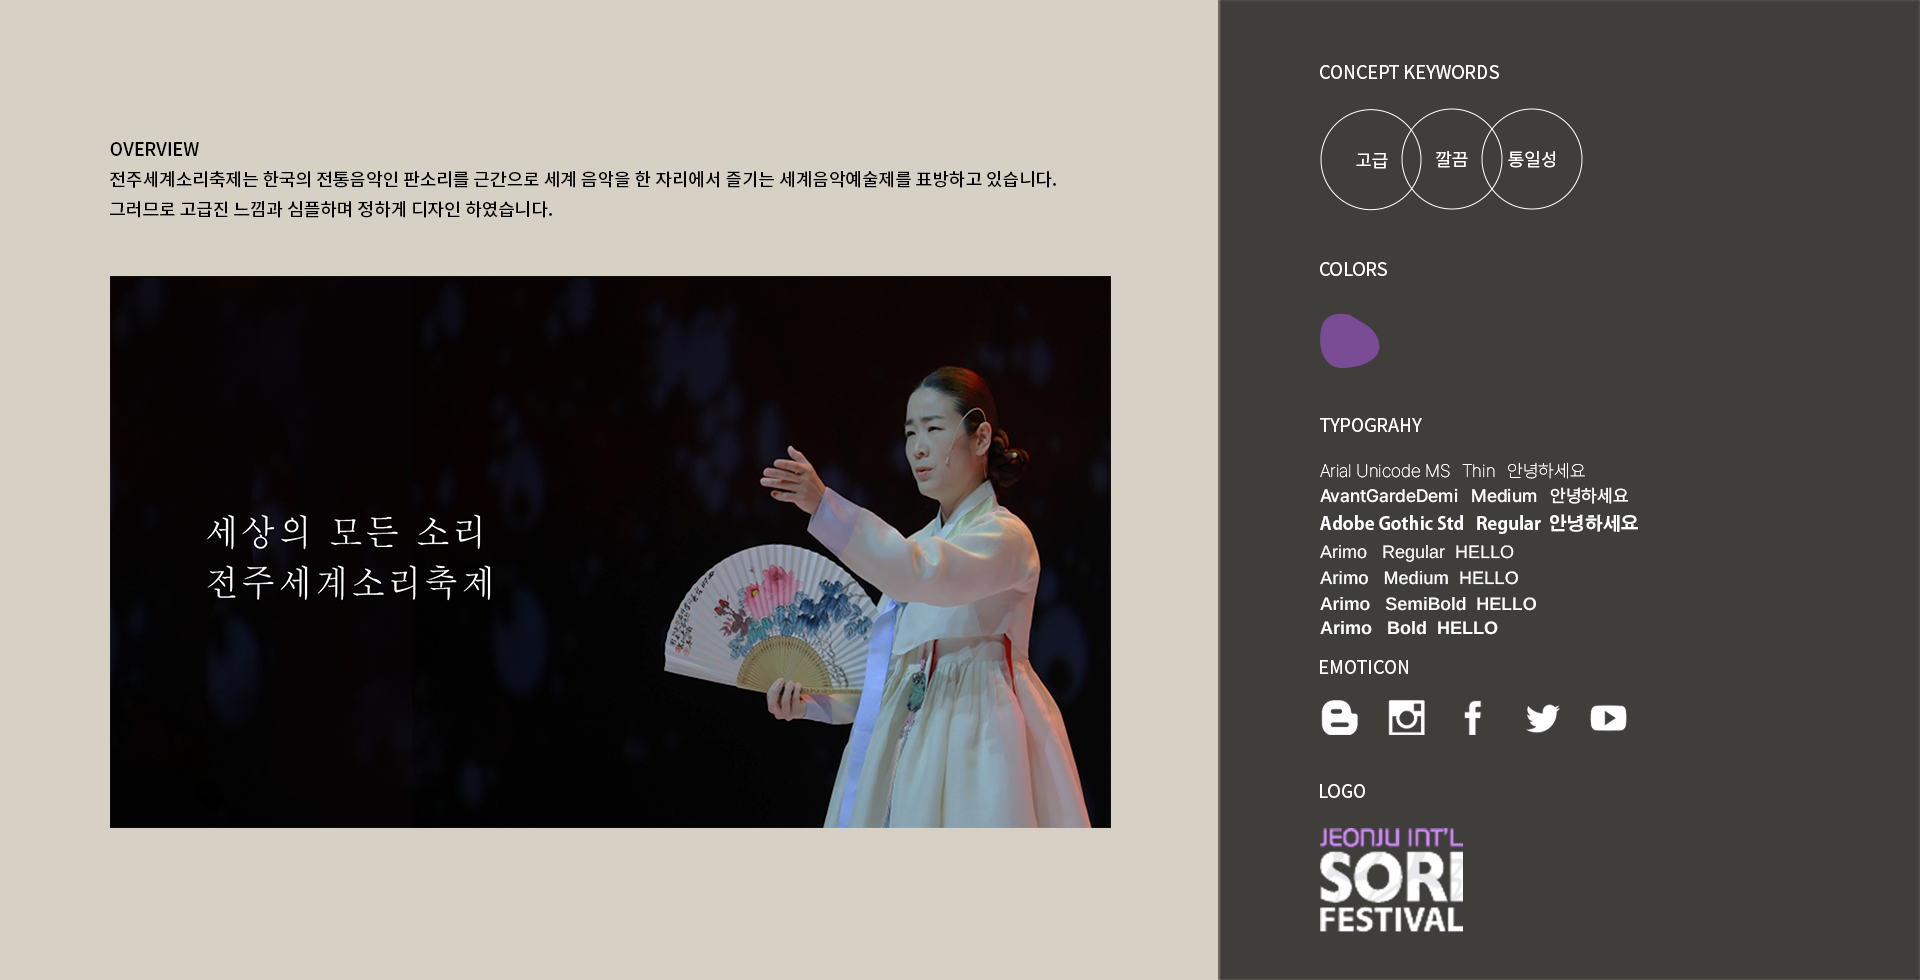 OVERVIEW
전주세계소리축제는 한국의 전통음악인 판소리를 근간으로 세계 음악을 한 자리에서 즐기는 세계음악예술제를 표방하고 있습니다.
그러므로 고급진 느낌과 심플하며 정하게 디자인 하였습니다.
세상의 모든 소리
전주세계소리축제
CONCEPT KEYWORDS
고급 깔끔 통일성
COLORS
TYPOGRAHY
Arial Unicode MS Thin 안녕하세요
AvantGardeDemi Medium 안녕하세요
Adobe Gothic Std Regular 안녕하세요
Arimo Regular HELLO
Arimo Medium HELLO
Arimo SemiBold HELLO
Arimo Bold HELLO
EMOTICON
LOGO
JEONJU INT'L
SORI
FESTIVAL